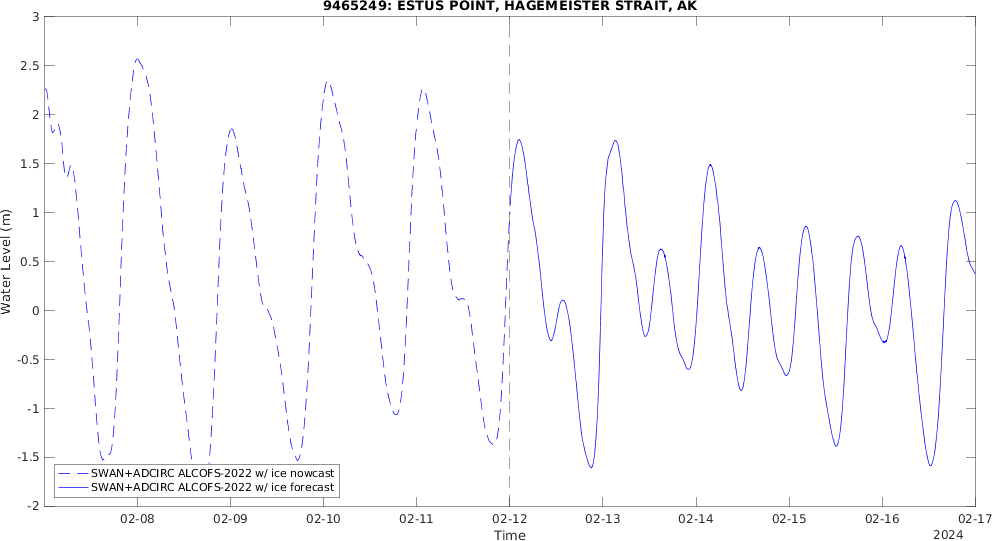 9465249: ESTUS POINT, HAGEMEISTER STRAIT, AK
3
2.5
2
1.5
1
0.5
0
-0.5
-1
-1.5
-2
Water Level (m)
SWAN+ADCIRC ALCOFS-2022 w/ ice nowcast
SWAN+ADCIRC ALCOFS-2022 w/ ice forecast
02-08 02-09 02-10 02-11 02-12 02-13 02-14 02-15 02-16 02-17
Time
2024